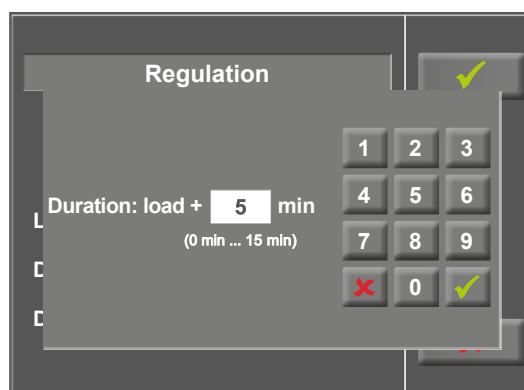 Regulation
1 2 3
Duration: load + 5 min
4 5 6
(0 min ... 15 min)
7 8 9
0
L
D
D